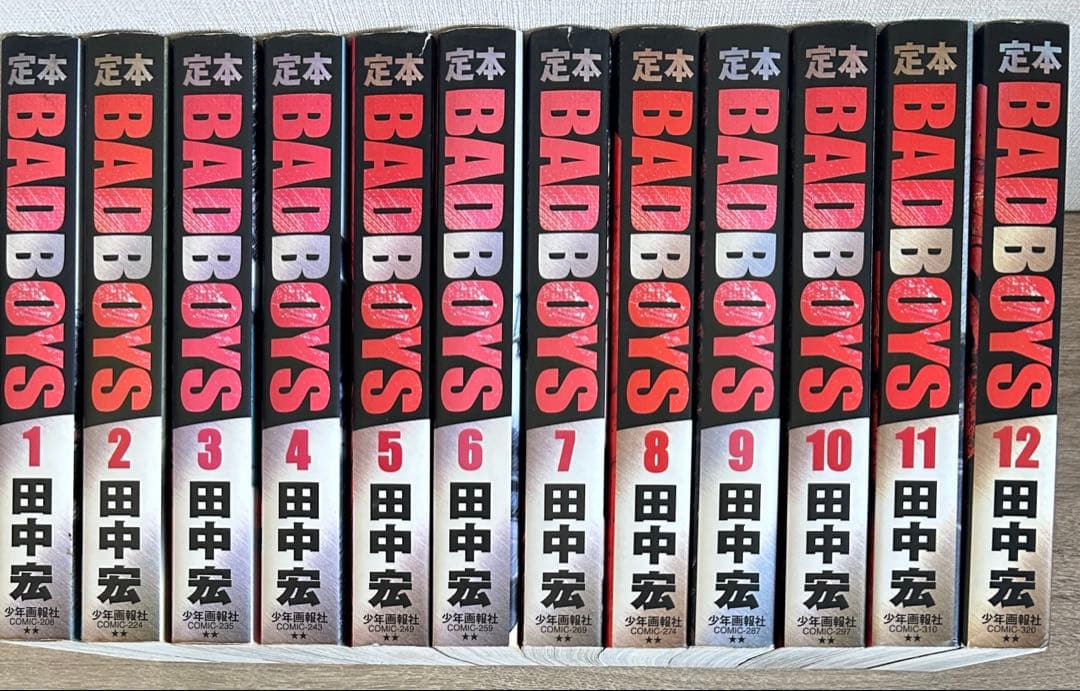 定本
BADBOYS
1
田中宏
少年画報社
COMIC-206
★★
定本
BADBOYS
2
田中宏
少年画報社
COMIC-224
★★
定本
BADBOYS
3
田中宏
少年画報社
COMIC-235
★★
定本
BADBOYS
4
田中宏
少年画報社
COMIC-243
★★
定本
BADBOYS
5
田中宏
少年画報社
COMIC-249
★★
定本
BADBOYS
6
田中宏
少年画報社
COMIC-259
★★
定本
BADBOYS
7
田中宏
少年画報社
COMIC-269
★★
定本
BADBOYS
8
田中宏
少年画報社
COMIC-274
★★
定本
BADBOYS
9
田中宏
少年画報社
COMIC-287
★★
定本
BADBOYS
10
田中宏
少年画報社
COMIC-297
★★
定本
BADBOYS
11
田中宏
少年画報社
COMIC-310
★★
定本
BADBOYS
12
田中宏
少年画報社
COMIC-320
★★